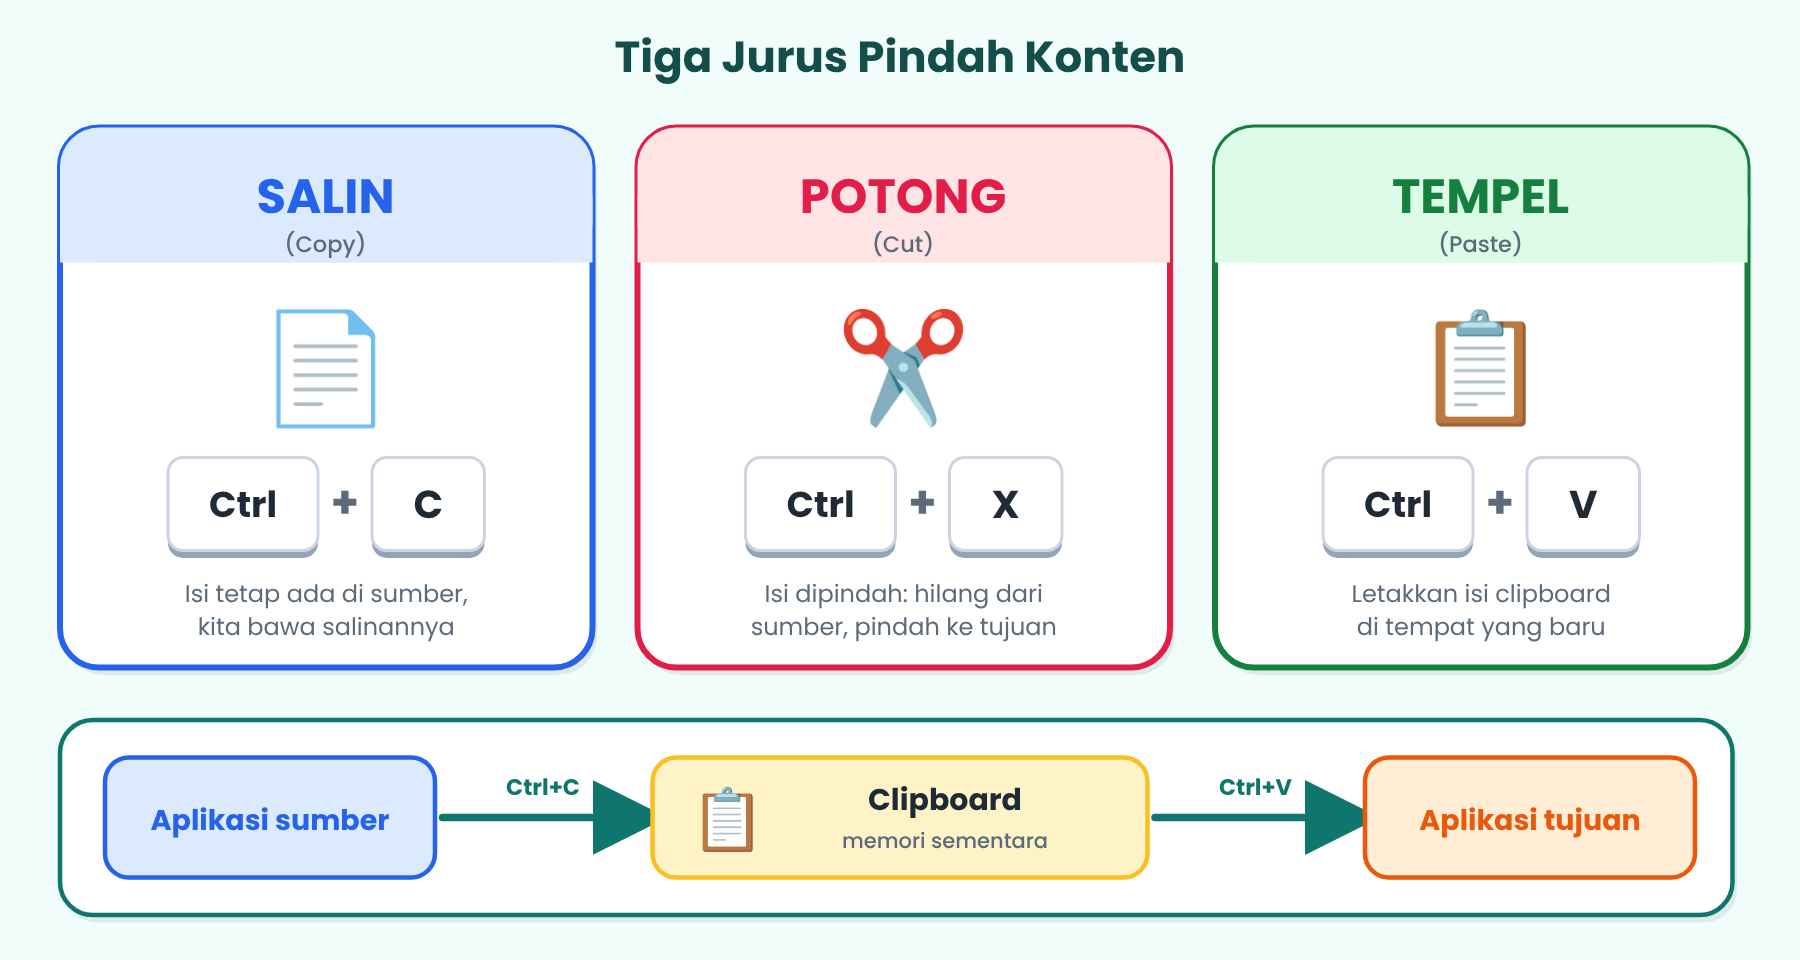 Tiga Jurus Pindah Konten
SALIN
(Copy)
Ctrl + C
Isi tetap ada di sumber,
kita bawa salinannya
POTONG
(Cut)
Ctrl + X
Isi dipindah: hilang dari
sumber, pindah ke tujuan
TEMPEL
(Paste)
Ctrl + V
Letakkan isi clipboard
di tempat yang baru
Aplikasi sumber
Ctrl+C
Clipboard
memori sementara
Ctrl+V
Aplikasi tujuan